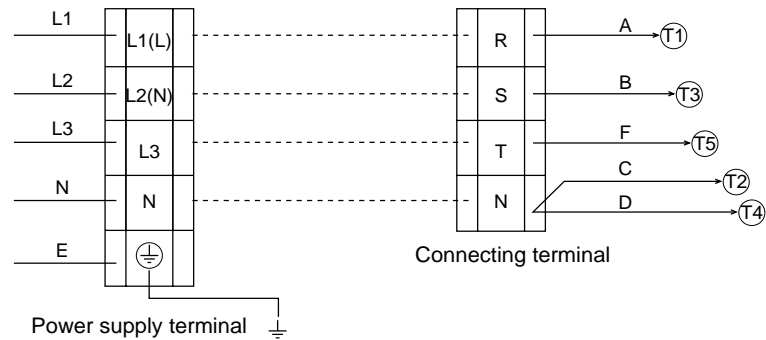 L1 L1(L) R A T1
L2 L2(N) S B T3
L3 L3 T F T5
C T2
N N N D T4
E
Connecting terminal
Power supply terminal